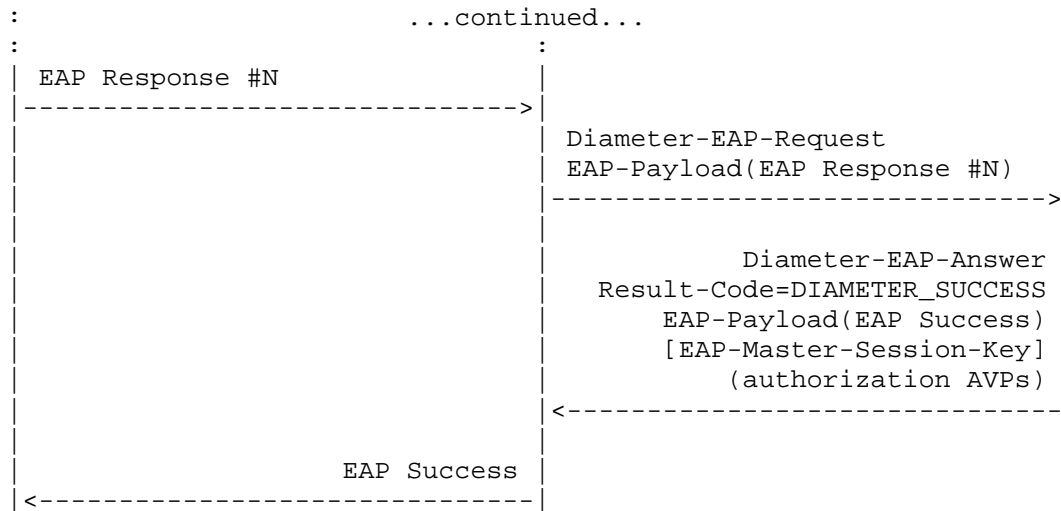 ...continued...
EAP Response #N
Diameter-EAP-Request
EAP-Payload(EAP Response #N)
Diameter-EAP-Answer
Result-Code=DIAMETER_SUCCESS
EAP-Payload(EAP Success)
[EAP-Master-Session-Key]
(authorization AVPs)
EAP Success